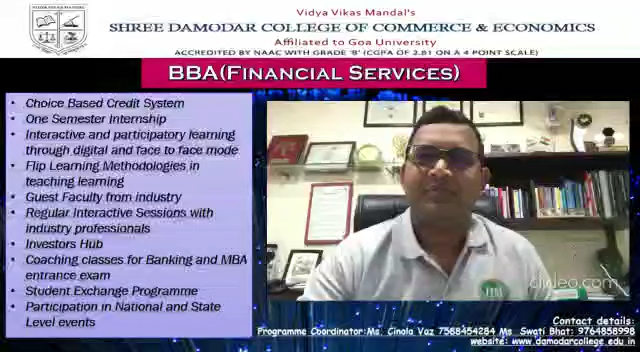 Vidya Vikas Mandal's
SHREE DAMODAR COLLEGE OF COMMERCE & ECONOMICS
Affiliated to Goa University
ACCREDITED BY NAAC WITH GRADE 'B' (CGPA OF 2.81 ON A 4 POINT SCALE)
BBA(FINANCIAL SERVICES)
• Choice Based Credit System
• One Semester Internship
• Interactive and participatory learning
through digital and face to face mode
• Flip Learning Methodologies in
teaching learning
• Guest Faculty from industry
• Regular Interactive Sessions with
industry professionals
• Investors Hub
• Coaching classes for Banking and MBA
entrance exam
• Student Exchange Programme
• Participation in National and State
Level events
clideo.com
Contact details:
Programme Coordinator:Ms. Cinola Vaz 7588454284 Ms Swati Bhat: 9764856998
website: www.damodarcollege.edu.in